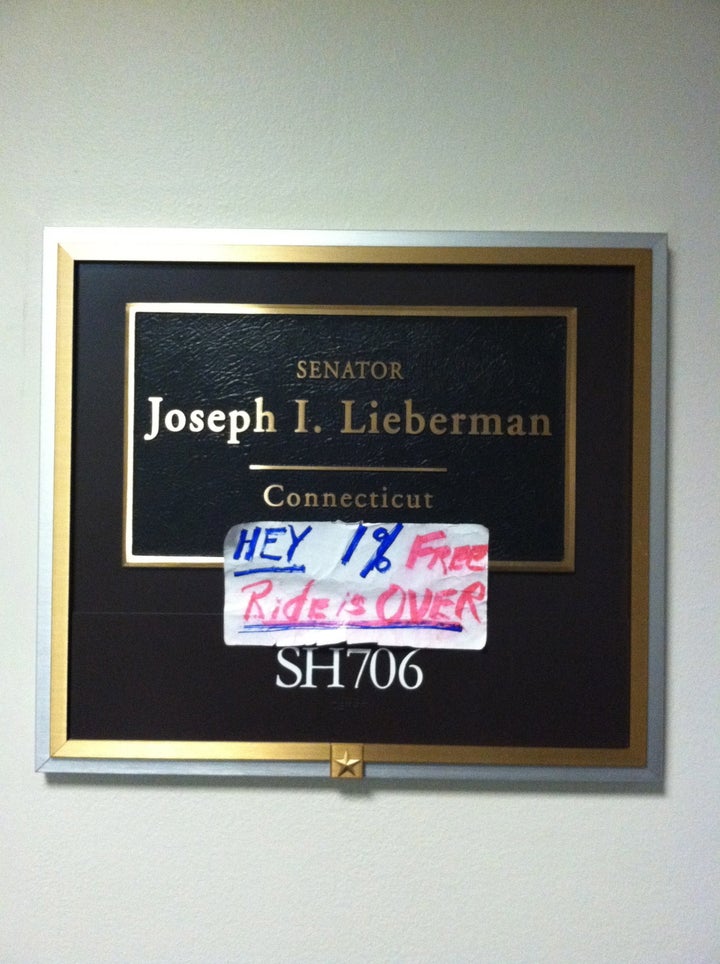 SENATOR
Joseph I. Lieberman
Connecticut
HEY 1% FREE
Ride is OVER
SH706